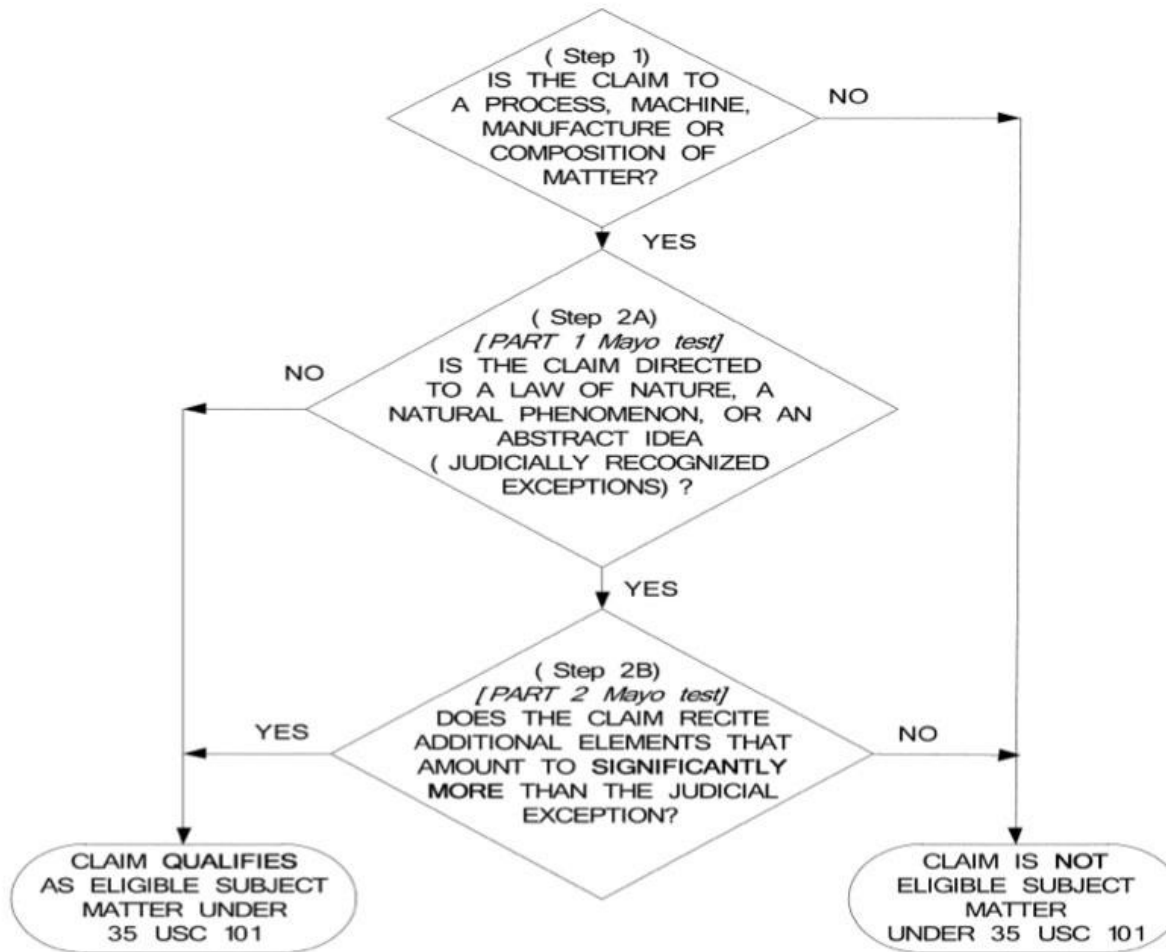 ( Step 1)
IS THE CLAIM TO
A PROCESS, MACHINE,
MANUFACTURE OR
COMPOSITION OF
MATTER?
NO
YES
( Step 2A)
[PART 1 Mayo test]
IS THE CLAIM DIRECTED
TO A LAW OF NATURE, A
NATURAL PHENOMENON, OR AN
ABSTRACT IDEA
( JUDICIALLY RECOGNIZED
EXCEPTIONS) ?
NO
YES
( Step 2B)
[PART 2 Mayo test]
DOES THE CLAIM RECITE
ADDITIONAL ELEMENTS THAT
AMOUNT TO SIGNIFICANTLY
MORE THAN THE JUDICIAL
EXCEPTION?
YES
NO
CLAIM QUALIFIES
AS ELIGIBLE SUBJECT
MATTER UNDER
35 USC 101
CLAIM IS NOT
ELIGIBLE SUBJECT
MATTER
UNDER 35 USC 101